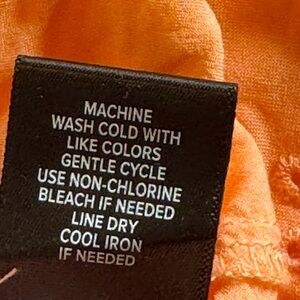 MACHINE
WASH COLD WITH
LIKE COLORS
GENTLE CYCLE
USE NON-CHLORINE
BLEACH IF NEEDED
LINE DRY
COOL IRON
IF NEEDED